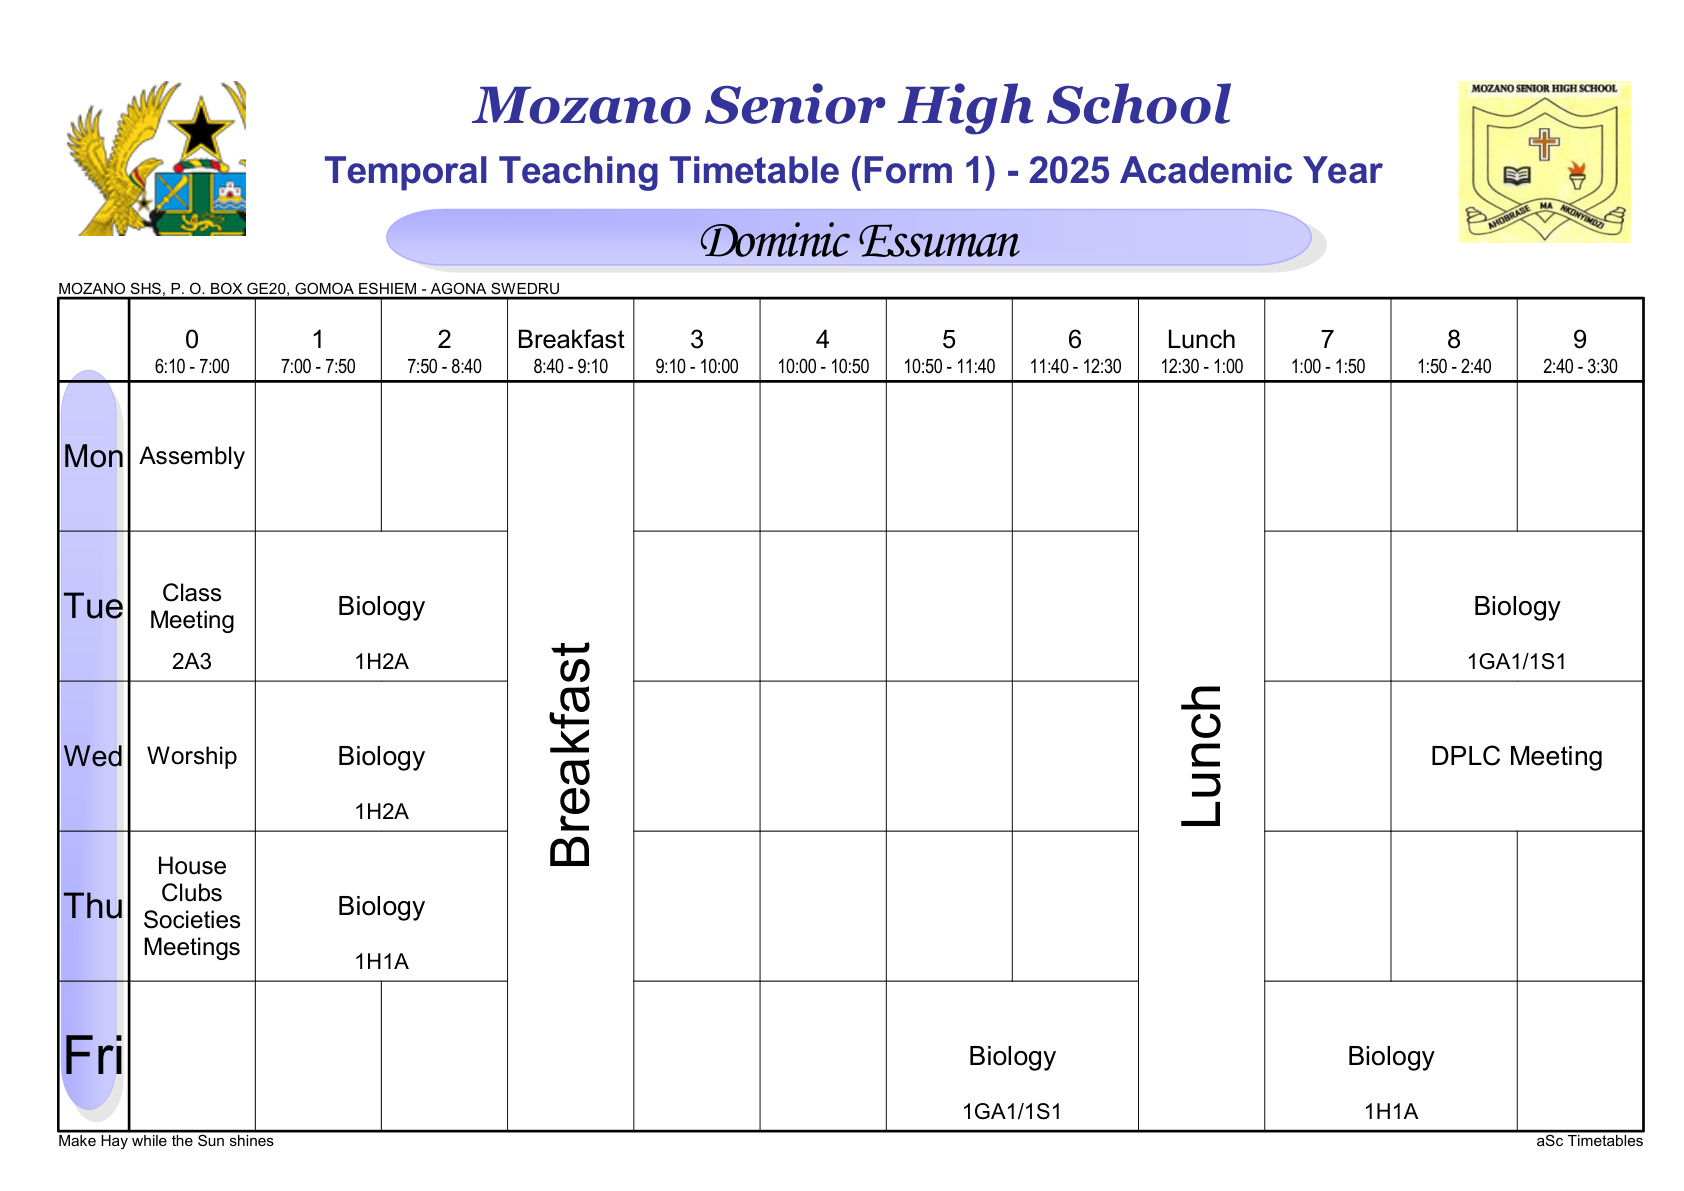 Mozano Senior High School
MOZANO SENIOR HIGH SCHOOL
Temporal Teaching Timetable (Form 1) - 2025 Academic Year
AHOBRASE MA NKUNYIMDZI
Dominic Essuman
MOZANO SHS, P. O. BOX GE20, GOMOA ESHIEM - AGONA SWEDRU
0 1 2 Breakfast 3 4 5 6 Lunch 7 8 9
6:10 - 7:00 7:00 - 7:50 7:50 - 8:40 8:40 - 9:10 9:10 - 10:00 10:00 - 10:50 10:50 - 11:40 11:40 - 12:30 12:30 - 1:00 1:00 - 1:50 1:50 - 2:40 2:40 - 3:30
Mon Assembly
Breakfast
Lunch
Tue Class Meeting 2A3 Biology 1H2A Biology 1GA1/1S1
Wed Worship Biology 1H2A DPLC Meeting
Thu House Clubs Societies Meetings Biology 1H1A
Fri Biology 1GA1/1S1 Biology 1H1A
Make Hay while the Sun shines
aSc Timetables